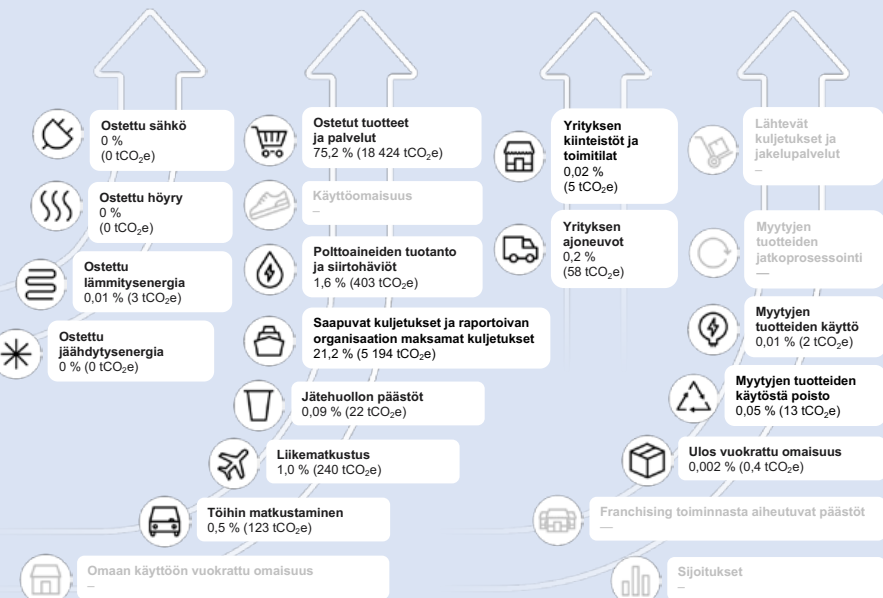 Ostettu sähkö
0 %
(0 tCO₂e)
Ostettu höyry
0 %
(0 tCO₂e)
Ostettu
lämmitysenergia
0,01 % (3 tCO₂e)
Ostettu
jäähdytysenergia
0 % (0 tCO₂e)
Ostetut tuotteet
ja palvelut
75,2 % (18 424 tCO₂e)
Käyttöomaisuus
–
Polttoaineiden tuotanto
ja siirtohäviöt
1,6 % (403 tCO₂e)
Saapuvat kuljetukset ja raportoivan
organisaation maksamat kuljetukset
21,2 % (5 194 tCO₂e)
Jätehuollon päästöt
0,09 % (22 tCO₂e)
Liikematkustus
1,0 % (240 tCO₂e)
Töihin matkustaminen
0,5 % (123 tCO₂e)
Omaan käyttöön vuokrattu omaisuus
–
Yrityksen
kiinteistöt ja
toimitilat
0,02 %
(5 tCO₂e)
Yrityksen
ajoneuvot
0,2 %
(58 tCO₂e)
Lähtevät
kuljetukset ja
jakelupalvelut
–
Myytyjen
tuotteiden
jatkoprosessointi
—
Myytyjen
tuotteiden käyttö
0,01 % (2 tCO₂e)
Myytyjen tuotteiden
käytöstä poisto
0,05 % (13 tCO₂e)
Ulos vuokrattu omaisuus
0,002 % (0,4 tCO₂e)
Franchising toiminnasta aiheutuvat päästöt
—
Sijoitukset
–